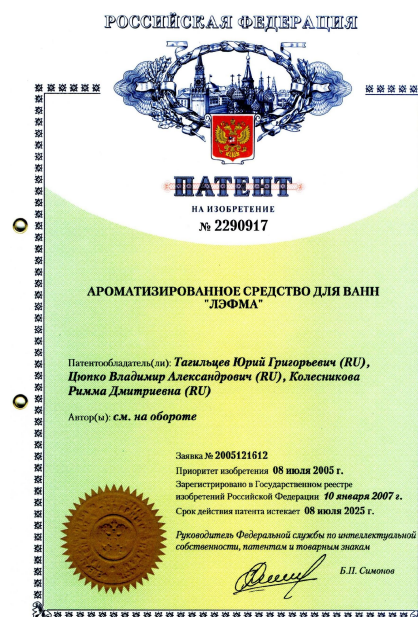 РОССИЙСКАЯ ФЕДЕРАЦИЯ
ПАТЕНТ
НА ИЗОБРЕТЕНИЕ
№ 2290917
АРОМАТИЗИРОВАННОЕ СРЕДСТВО ДЛЯ ВАНН
"ЛЭФМА"
Патентообладатель(ли): Тагильцев Юрий Григорьевич (RU),
Цюпко Владимир Александрович (RU), Колесникова
Римма Дмитриевна (RU)
Автор(ы): см. на обороте
Заявка № 2005121612
Приоритет изобретения 08 июля 2005 г.
Зарегистрировано в Государственном реестре
изобретений Российской Федерации 10 января 2007 г.
Срок действия патента истекает 08 июля 2025 г.
Руководитель Федеральной службы по интеллектуальной
собственности, патентам и товарным знакам
Б.П. Симонов